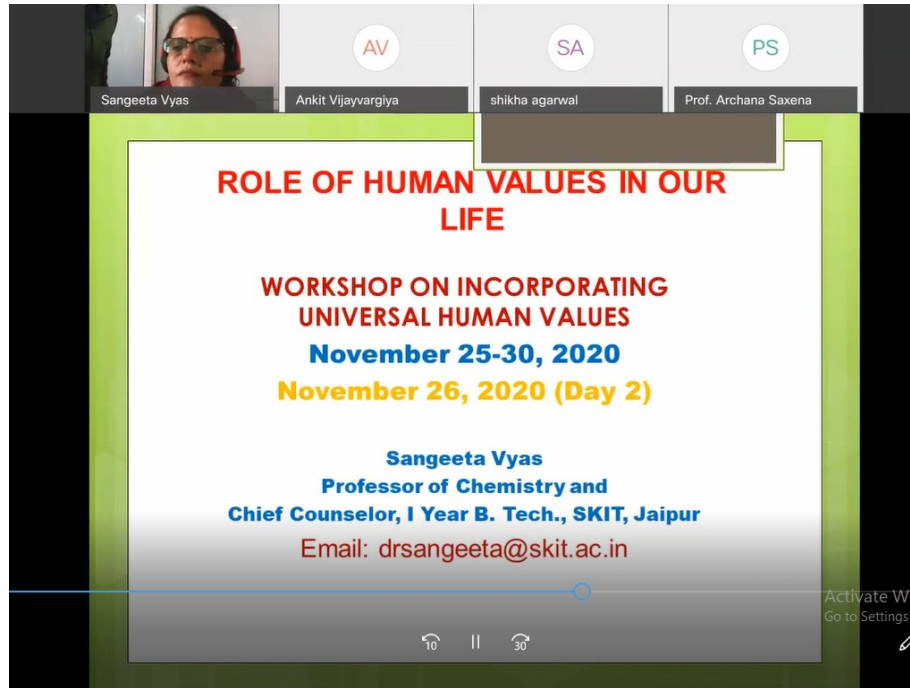 AV
SA
PS
Sangeeta Vyas
Ankit Vijayvargiya
shikha agarwal
Prof. Archana Saxena
ROLE OF HUMAN VALUES IN OUR
LIFE
WORKSHOP ON INCORPORATING
UNIVERSAL HUMAN VALUES
November 25-30, 2020
November 26, 2020 (Day 2)
Sangeeta Vyas
Professor of Chemistry and
Chief Counselor, I Year B. Tech., SKIT, Jaipur
Email: drsangeeta@skit.ac.in
Activate W
Go to Settings
10
30